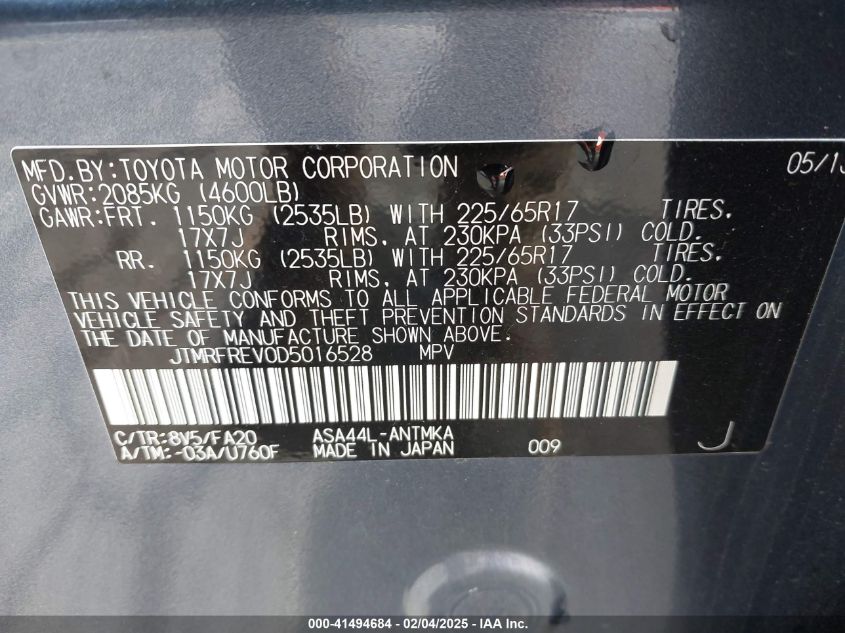 MFD.BY:TOYOTA MOTOR CORPORATION 05/13
GVWR:2085KG (4600LB)
GAWR:FRT. 1150KG (2535LB) WITH 225/65R17 TIRES.
17X7J RIMS, AT 230KPA (33PSI) COLD.
RR. 1150KG (2535LB) WITH 225/65R17 TIRES.
17X7J RIMS, AT 230KPA (33PSI) COLD.
THIS VEHICLE CONFORMS TO ALL APPLICABLE FEDERAL MOTOR
VEHICLE SAFETY AND THEFT PREVENTION STANDARDS IN EFFECT ON
THE DATE OF MANUFACTURE SHOWN ABOVE.
JTMRFREV0D5016528 MPV
C/TR:8V5/FA20 ASA44L-ANTMKA
A/TM:-03A/U760F MADE IN JAPAN 009 J
000-41494684 - 02/04/2025 - IAA Inc.